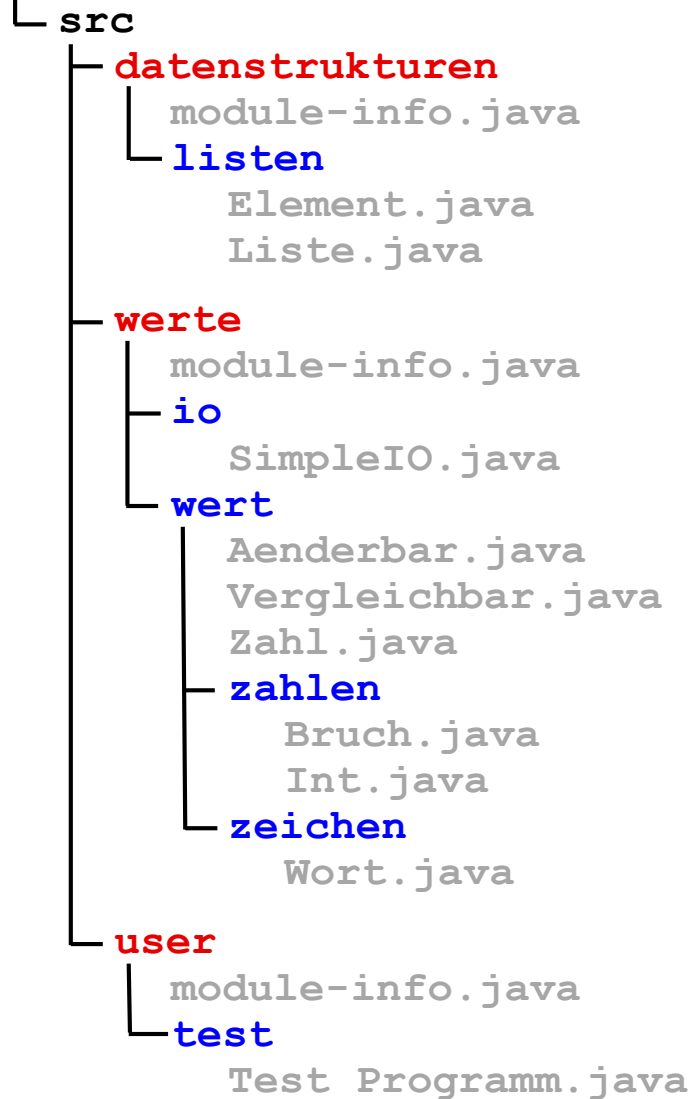 src
datenstrukturen
module-info.java
listen
Element.java
Liste.java
werte
module-info.java
io
SimpleIO.java
wert
Aenderbar.java
Vergleichbar.java
Zahl.java
zahlen
Bruch.java
Int.java
zeichen
Wort.java
user
module-info.java
test
Test Programm.java